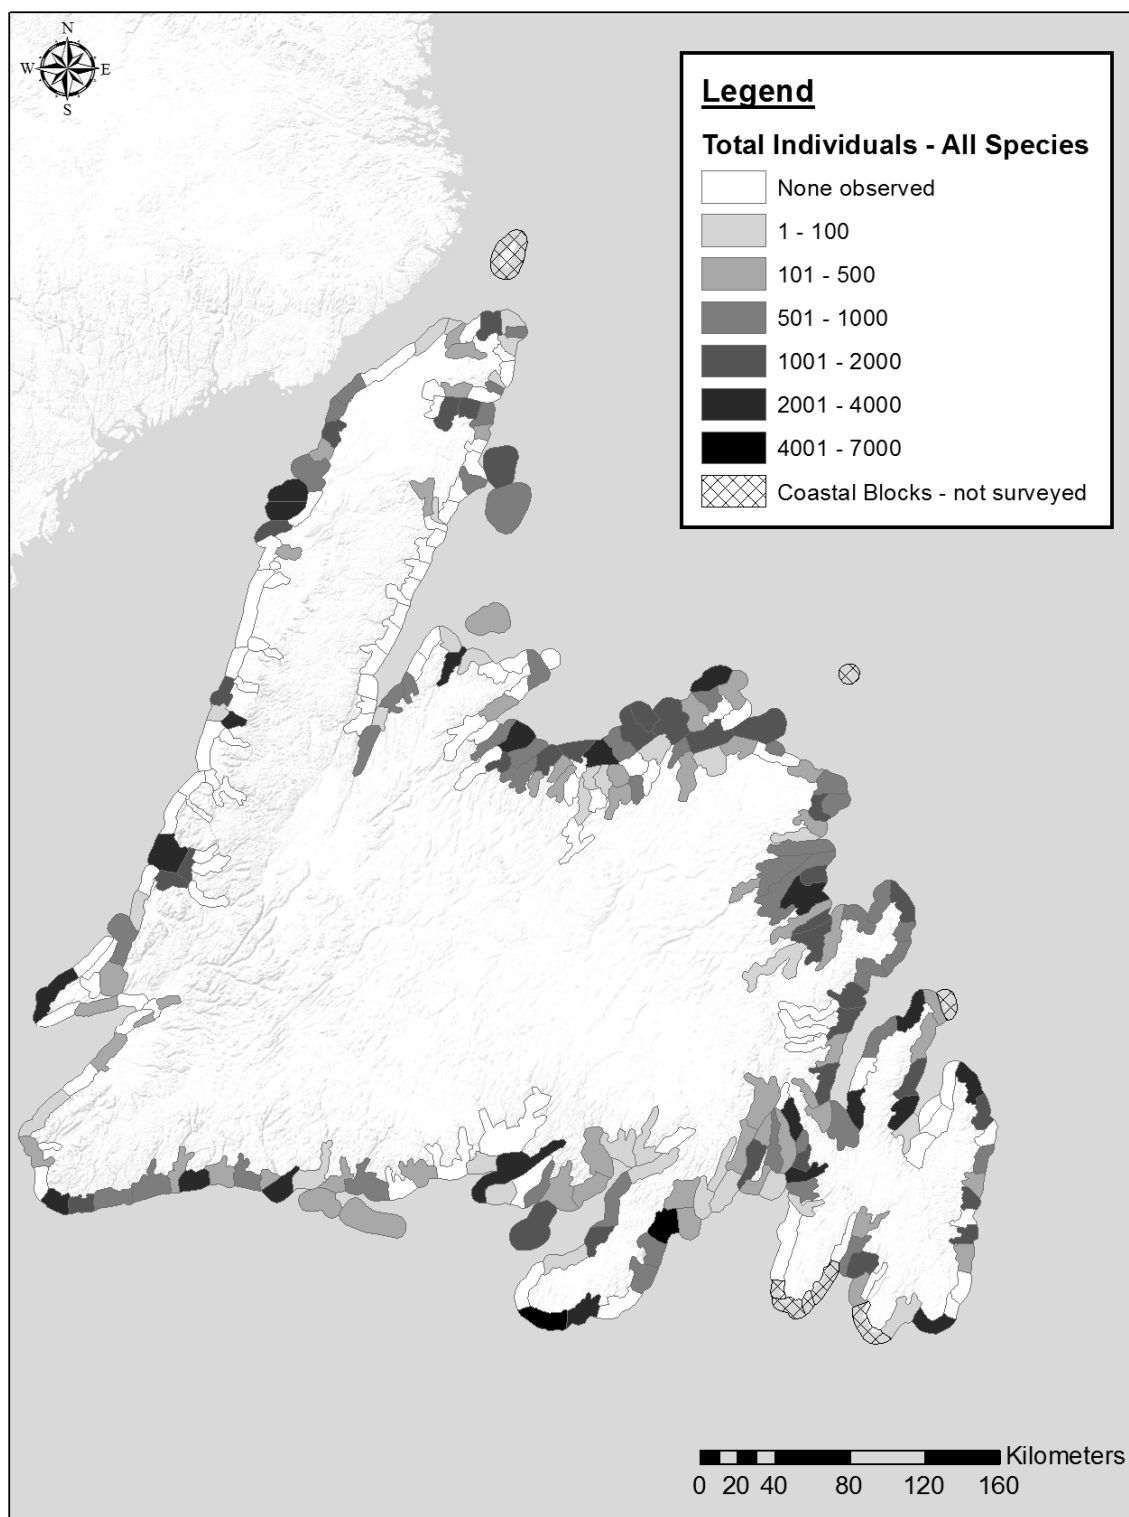 N
W E
S
Legend
Total Individuals - All Species
None observed
1 - 100
101 - 500
501 - 1000
1001 - 2000
2001 - 4000
4001 - 7000
Coastal Blocks - not surveyed
Kilometers
0 20 40 80 120 160